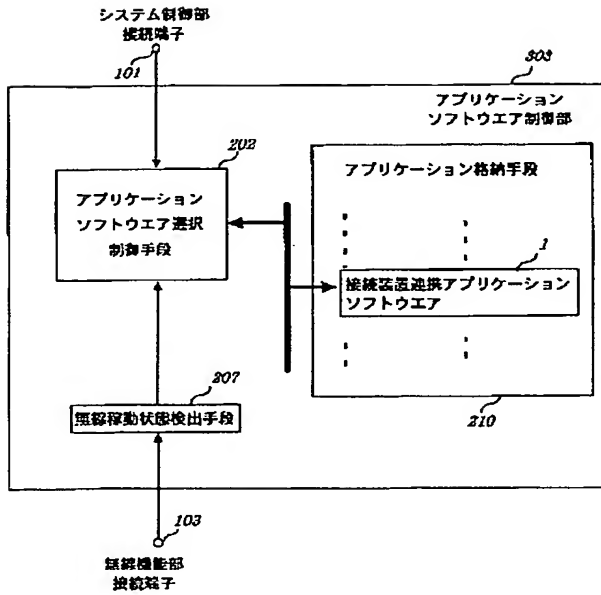 システム制御部
接続端子
101
303
アプリケーション
ソフトウエア制御部
202
アプリケーション
ソフトウエア選択
制御手段
アプリケーション格納手段
1
接続装置連携アプリケーション
ソフトウエア
207
無線稼動状態検出手段
210
103
無線機能部
接続端子